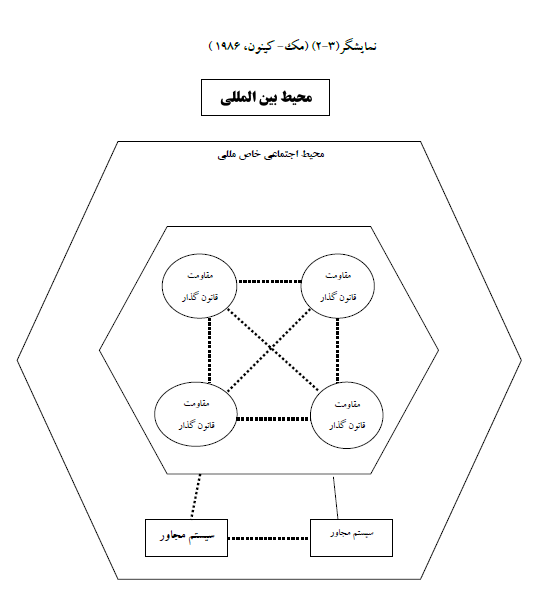 نمایشگر(۳-۲) (مک- کینون، ۱۹۸۶ )
محیط بین المللی
محیط اجتماعی خاص مللی
مقاومت
قانون گذار
مقاومت
قانون گذار
مقاومت
قانون گذار
مقاومت
قانون گذار
سیستم مجاور
سیستم مجاور